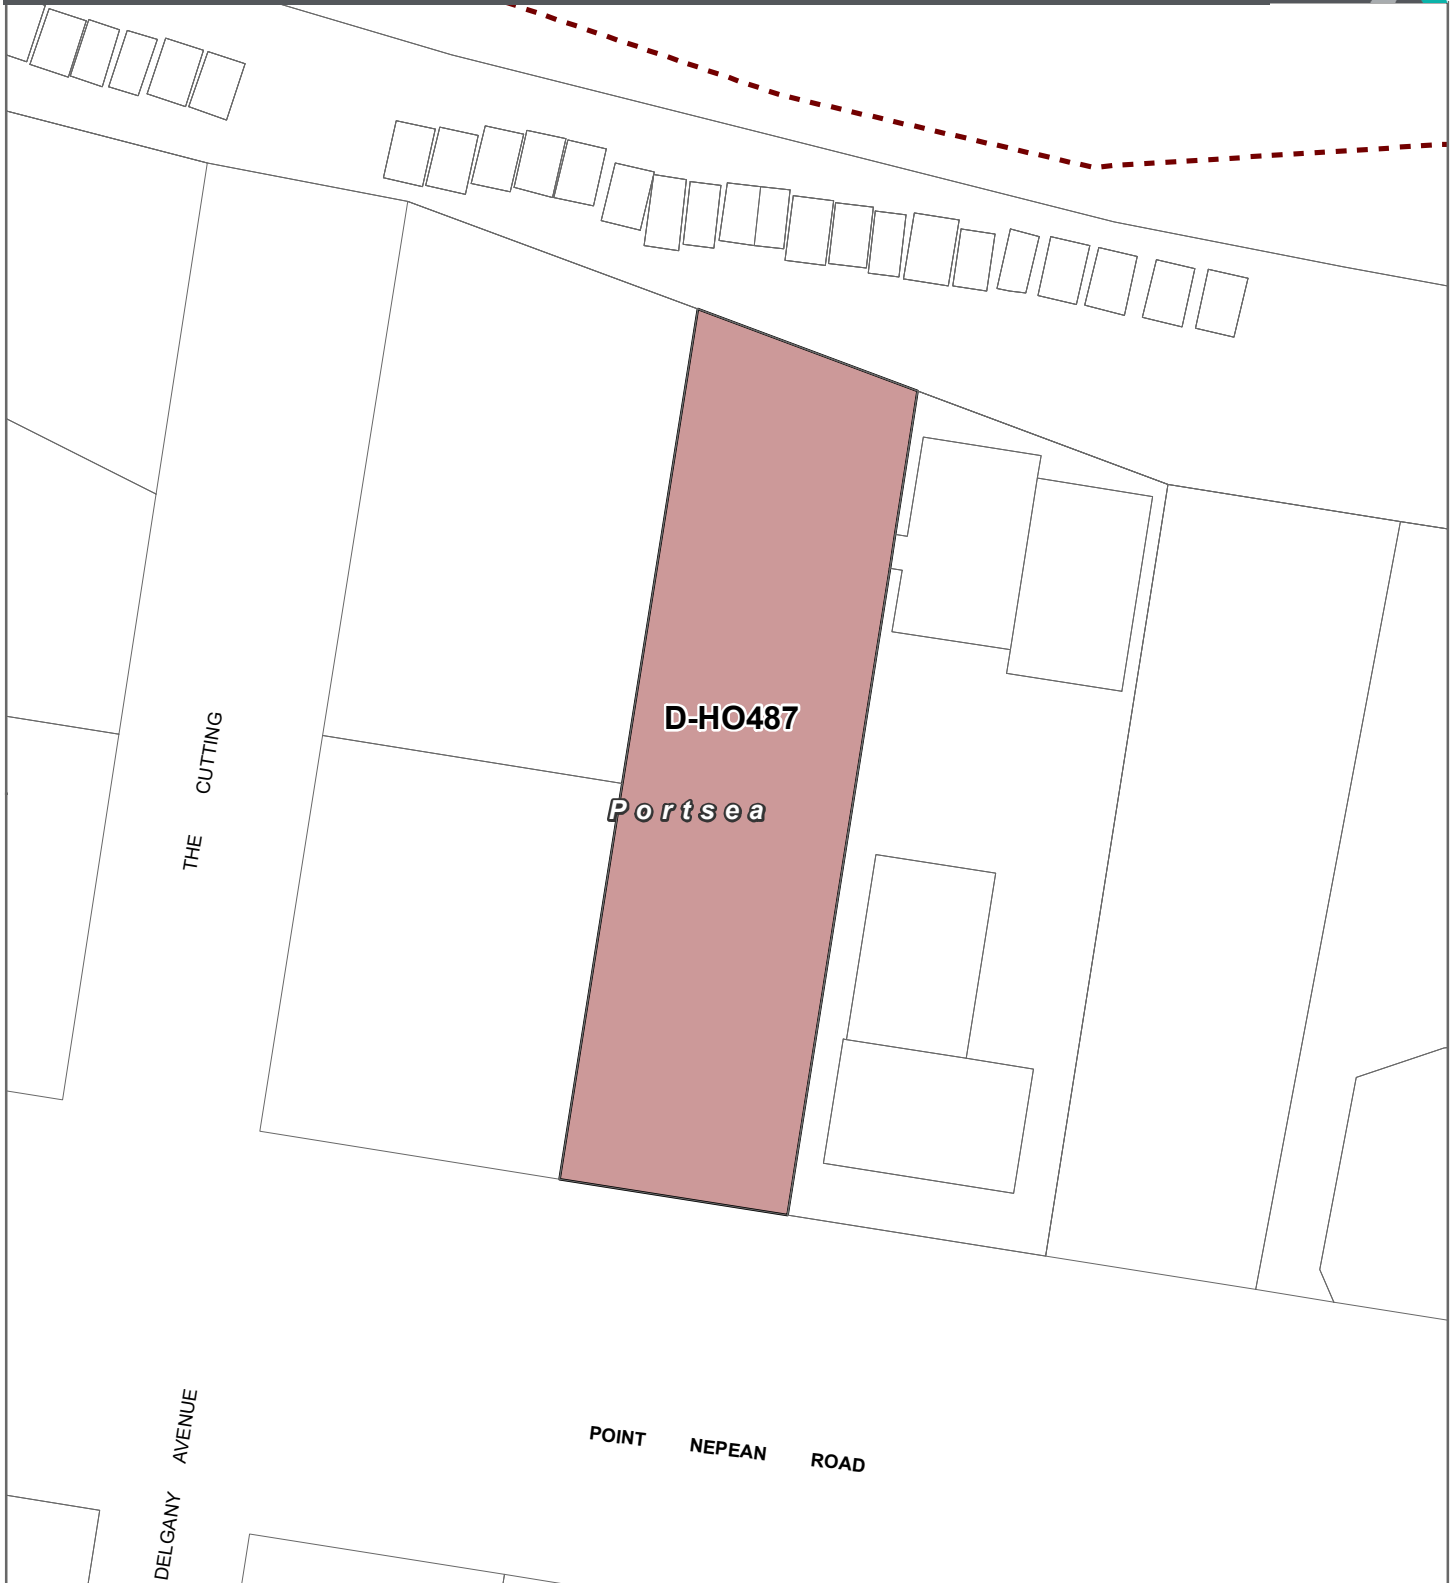 D-HO487
Portsea
THE CUTTING
DELGANY AVENUE
POINT NEPEAN ROAD